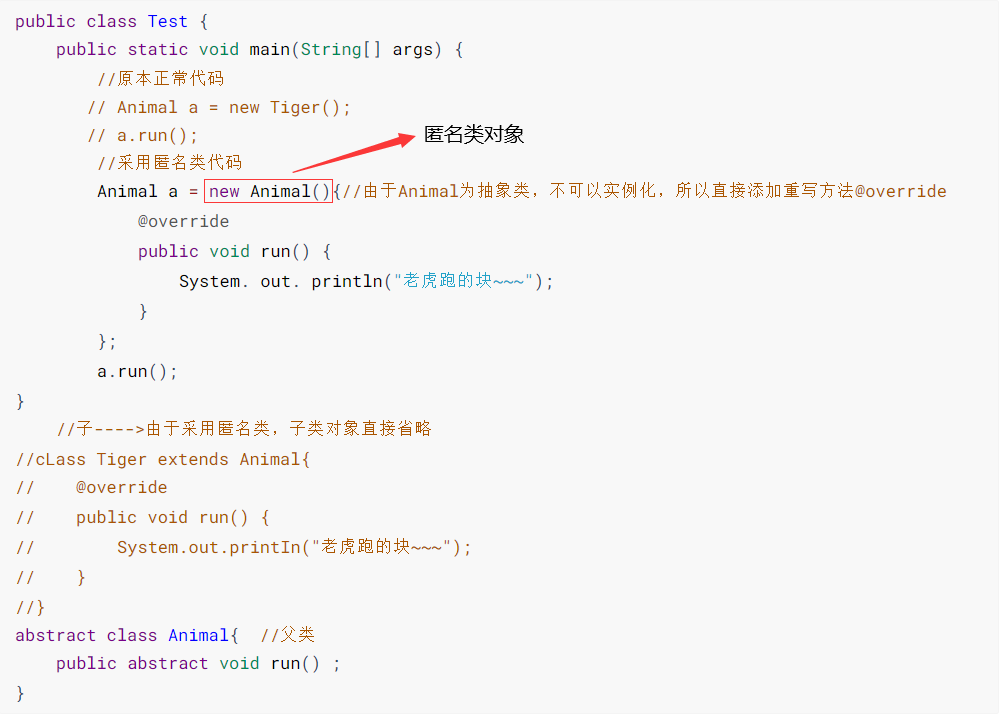 public class Test {
public static void main(String[] args) {
//原本正常代码
// Animal a = new Tiger();
// a.run();
匿名类对象
//采用匿名类代码
Animal a = new Animal(){//由于Animal为抽象类，不可以实例化，所以直接添加重写方法@override
@override
public void run() {
System. out. println("老虎跑的块~~~");
}
};
a.run();
}
//子---->由于采用匿名类，子类对象直接省略
//cLass Tiger extends Animal{
// @override
// public void run() {
// System.out.printIn("老虎跑的块~~~");
// }
//}
abstract class Animal{ //父类
public abstract void run() ;
}